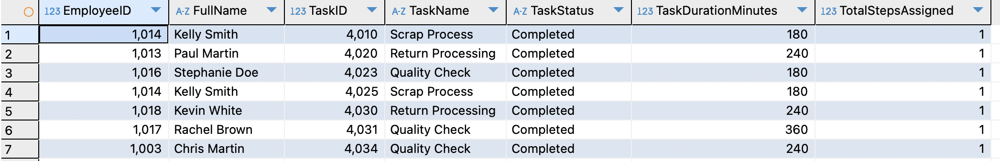 123 EmployeeID A-Z FullName 123 TaskID A-Z TaskName A-Z TaskStatus 123 TaskDurationMinutes 123 TotalStepsAssigned
1 1,014 Kelly Smith 4,010 Scrap Process Completed 180 1
2 1,013 Paul Martin 4,020 Return Processing Completed 240 1
3 1,016 Stephanie Doe 4,023 Quality Check Completed 180 1
4 1,014 Kelly Smith 4,025 Scrap Process Completed 180 1
5 1,018 Kevin White 4,030 Return Processing Completed 240 1
6 1,017 Rachel Brown 4,031 Quality Check Completed 360 1
7 1,003 Chris Martin 4,034 Quality Check Completed 240 1